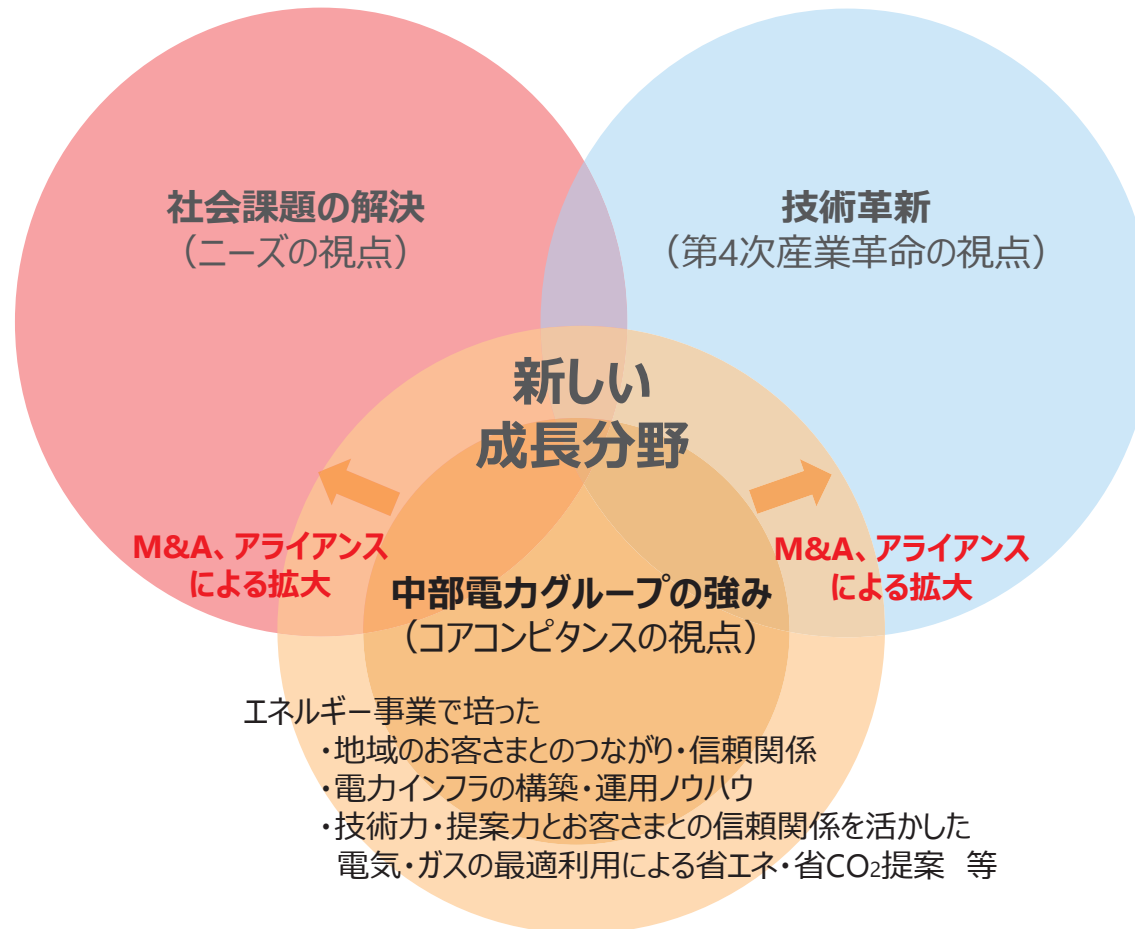 社会課題の解決
（ニーズの視点）
技術革新
（第4次産業革命の視点）
新しい
成長分野
M&A、アライアンス
による拡大
M&A、アライアンス
による拡大
中部電力グループの強み
（コアコンピタンスの視点）
エネルギー事業で培った
・地域のお客さまとのつながり・信頼関係
・電力インフラの構築・運用ノウハウ
・技術力・提案力とお客さまとの信頼関係を活かした
電気・ガスの最適利用による省エネ・省CO₂提案　等